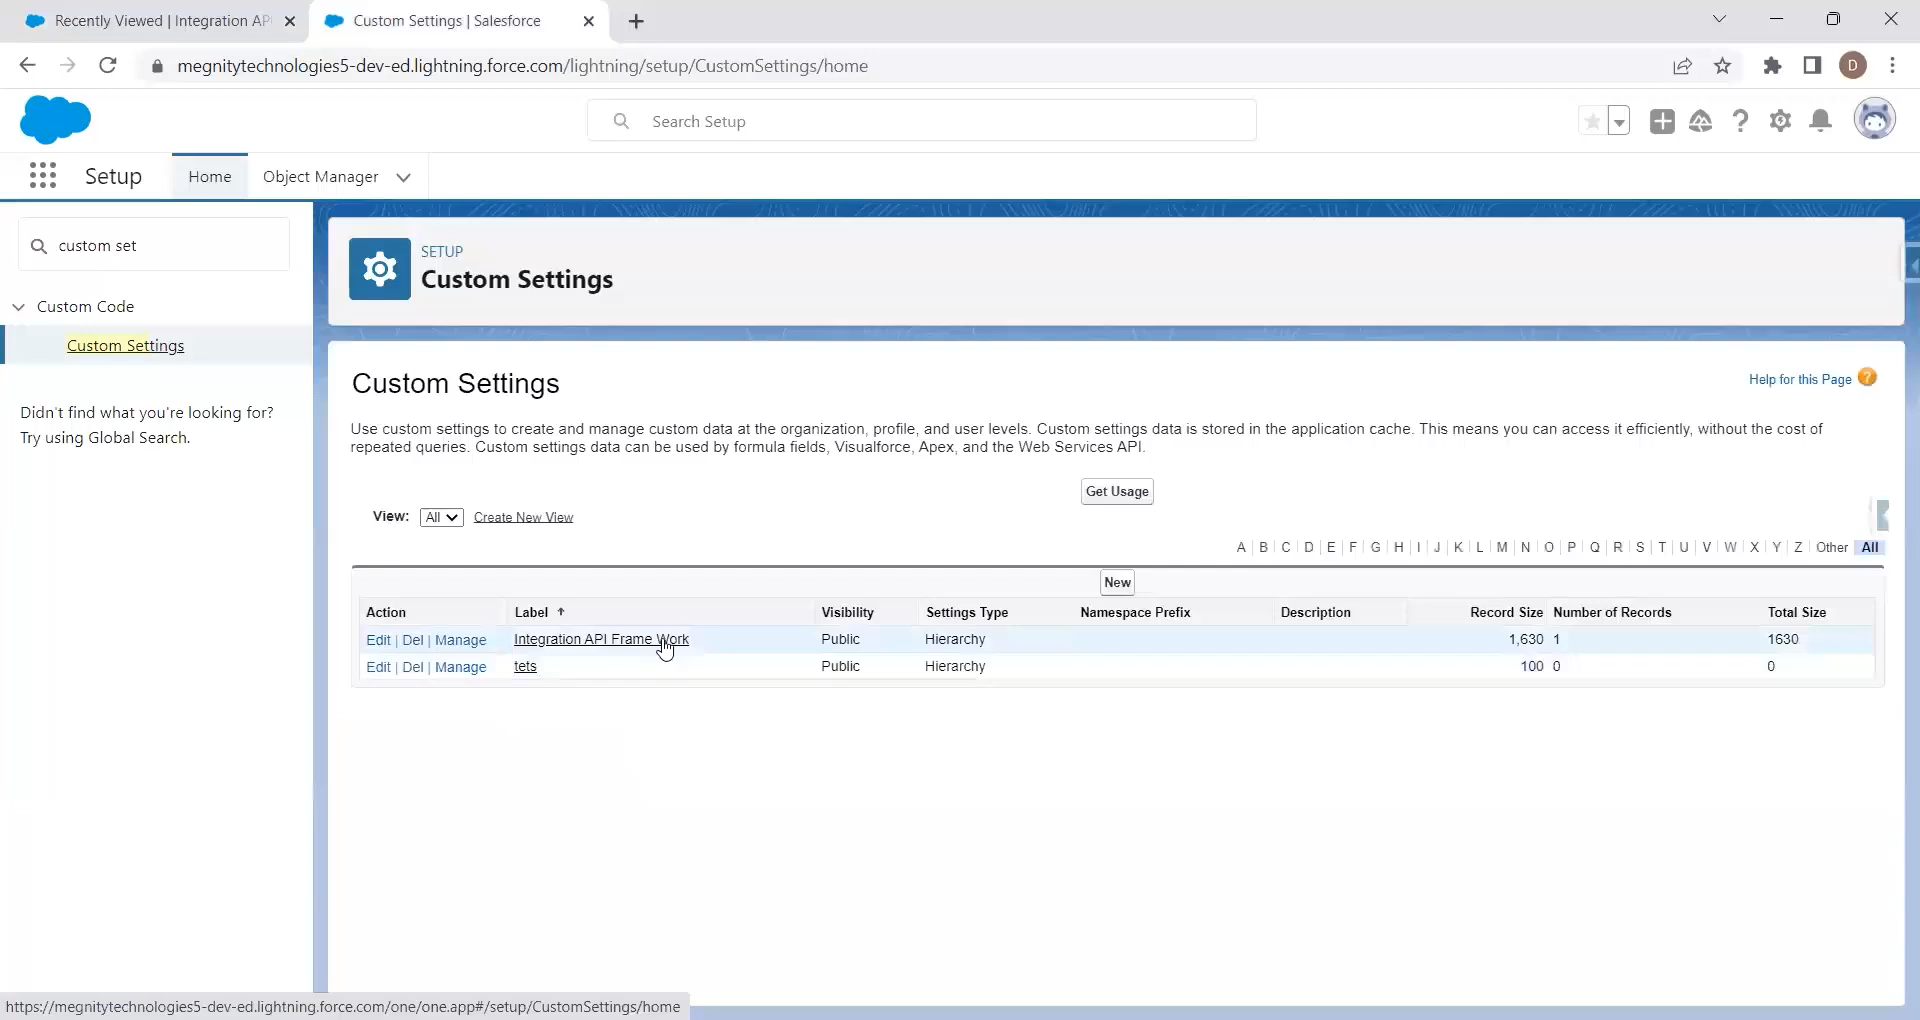 Recently Viewed | Integration AP
Custom Settings | Salesforce
megnitytechnologies5-dev-ed.lightning.force.com/lightning/setup/CustomSettings/home
D
Search Setup
Setup
Home
Object Manager
custom set
Custom Code
Custom Settings
Didn't find what you're looking for?
Try using Global Search.
SETUP
Custom Settings
Custom Settings
Help for this Page ?
Use custom settings to create and manage custom data at the organization, profile, and user levels. Custom settings data is stored in the application cache. This means you can access it efficiently, without the cost of
repeated queries. Custom settings data can be used by formula fields, Visualforce, Apex, and the Web Services API.
Get Usage
View: All Create New View
A | B | C | D | E | F | G | H | I | J | K | L | M | N | O | P | Q | R | S | T | U | V | W | X | Y | Z | Other | All
New
Action Label ↑ Visibility Settings Type Namespace Prefix Description Record Size Number of Records Total Size
Edit | Del | Manage Integration API Frame Work Public Hierarchy 1,630 1 1630
Edit | Del | Manage tets Public Hierarchy 100 0 0
https://megnitytechnologies5-dev-ed.lightning.force.com/one/one.app#/setup/CustomSettings/home